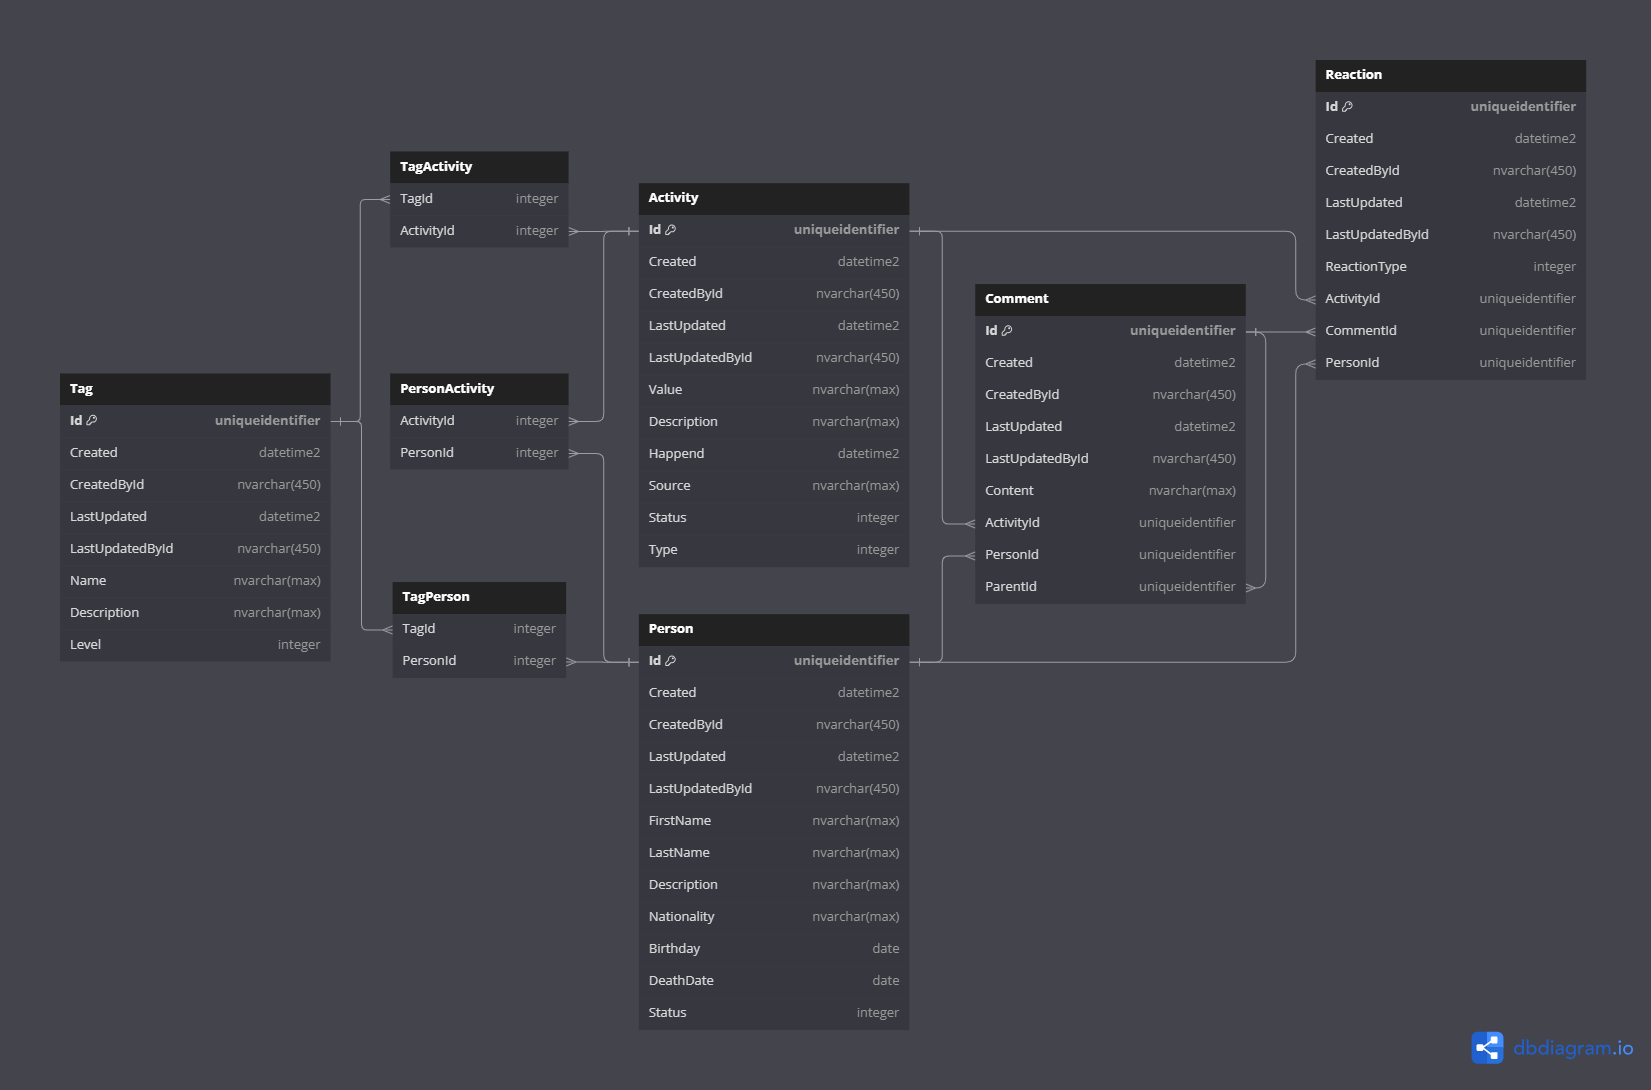 Reaction
Id uniqueidentifier
Created datetime2
CreatedById nvarchar(450)
LastUpdated datetime2
LastUpdatedById nvarchar(450)
ReactionType integer
ActivityId uniqueidentifier
CommentId uniqueidentifier
PersonId uniqueidentifier
TagActivity
TagId integer
ActivityId integer
Activity
Id uniqueidentifier
Created datetime2
CreatedById nvarchar(450)
LastUpdated datetime2
LastUpdatedById nvarchar(450)
Value nvarchar(max)
Description nvarchar(max)
Happend datetime2
Source nvarchar(max)
Status integer
Type integer
Comment
Id uniqueidentifier
Created datetime2
CreatedById nvarchar(450)
LastUpdated datetime2
LastUpdatedById nvarchar(450)
Content nvarchar(max)
ActivityId uniqueidentifier
PersonId uniqueidentifier
ParentId uniqueidentifier
Tag
Id uniqueidentifier
Created datetime2
CreatedById nvarchar(450)
LastUpdated datetime2
LastUpdatedById nvarchar(450)
Name nvarchar(max)
Description nvarchar(max)
Level integer
PersonActivity
ActivityId integer
PersonId integer
TagPerson
TagId integer
PersonId integer
Person
Id uniqueidentifier
Created datetime2
CreatedById nvarchar(450)
LastUpdated datetime2
LastUpdatedById nvarchar(450)
FirstName nvarchar(max)
LastName nvarchar(max)
Description nvarchar(max)
Nationality nvarchar(max)
Birthday date
DeathDate date
Status integer
dbdiagram.io